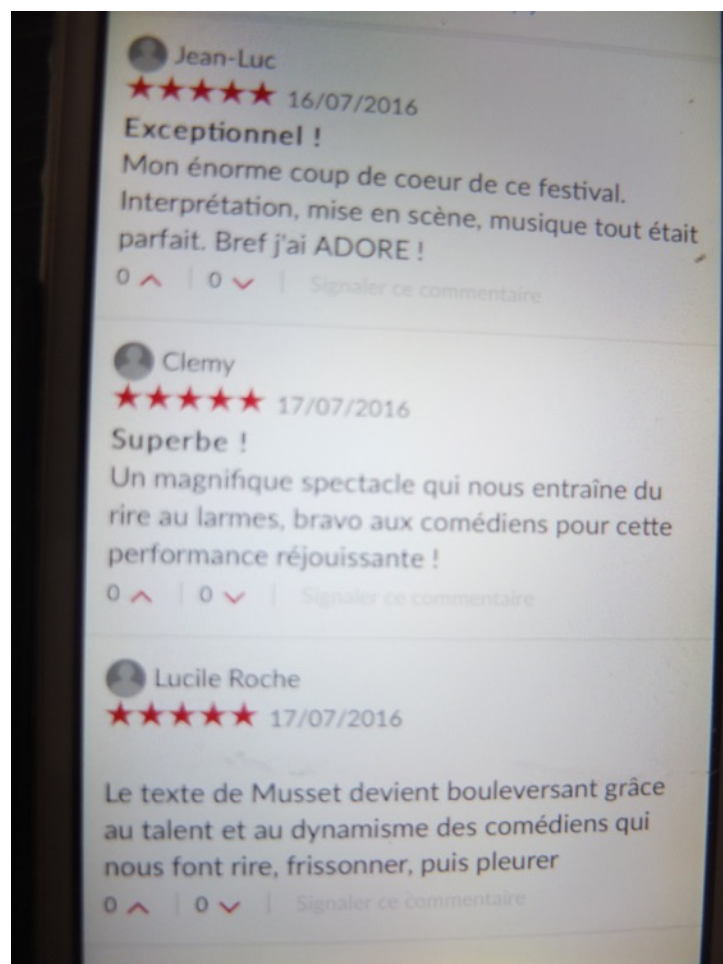 Jean-Luc
★★★★★ 16/07/2016
Exceptionnel !
Mon énorme coup de coeur de ce festival.
Interprétation, mise en scène, musique tout était
parfait. Bref j'ai ADORE !
0 0 Signaler ce commentaire
Clemy
★★★★★ 17/07/2016
Superbe !
Un magnifique spectacle qui nous entraîne du
rire au larmes, bravo aux comédiens pour cette
performance réjouissante !
0 0 Signaler ce commentaire
Lucile Roche
★★★★★ 17/07/2016
Le texte de Musset devient bouleversant grâce
au talent et au dynamisme des comédiens qui
nous font rire, frissonner, puis pleurer
0 0 Signaler ce commentaire